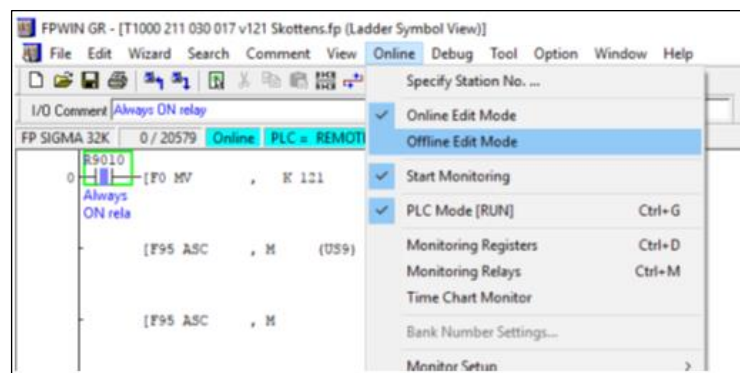 FPWIN GR - [T1000 211 030 017 v121 Skottens.fp (Ladder Symbol View)]
File Edit Wizard Search Comment View Online Debug Tool Option Window Help
Specify Station No. ...
I/O Comment Always ON relay
Online Edit Mode
FP SIGMA 32K 0 / 20579 Online PLC = REMOTE
Offline Edit Mode
R9010
0 [F0 MV , K 121
Start Monitoring
Always
ON rela
PLC Mode [RUN] Ctrl+G
[F95 ASC , M (US9)
Monitoring Registers Ctrl+D
Monitoring Relays Ctrl+M
Time Chart Monitor
[F95 ASC , M
Bank Number Settings...
Monitor Setup >